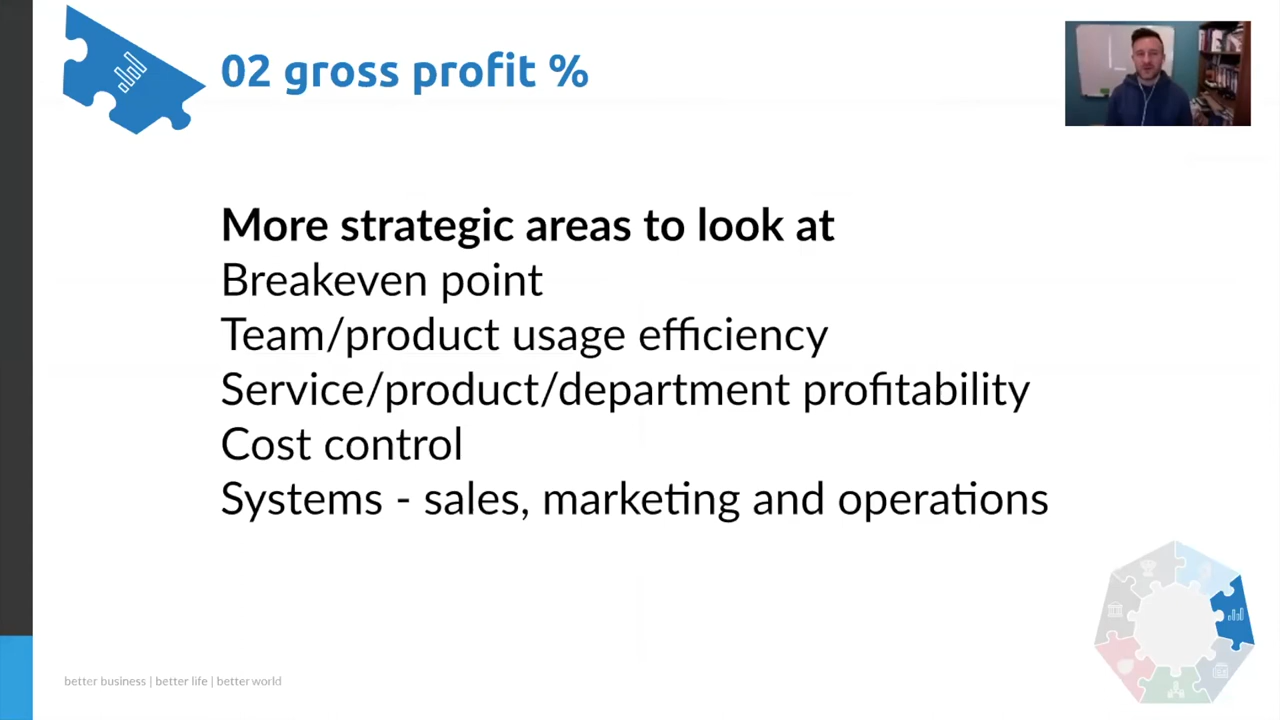 02 gross profit %
More strategic areas to look at
Breakeven point
Team/product usage efficiency
Service/product/department profitability
Cost control
Systems - sales, marketing and operations
better business | better life | better world